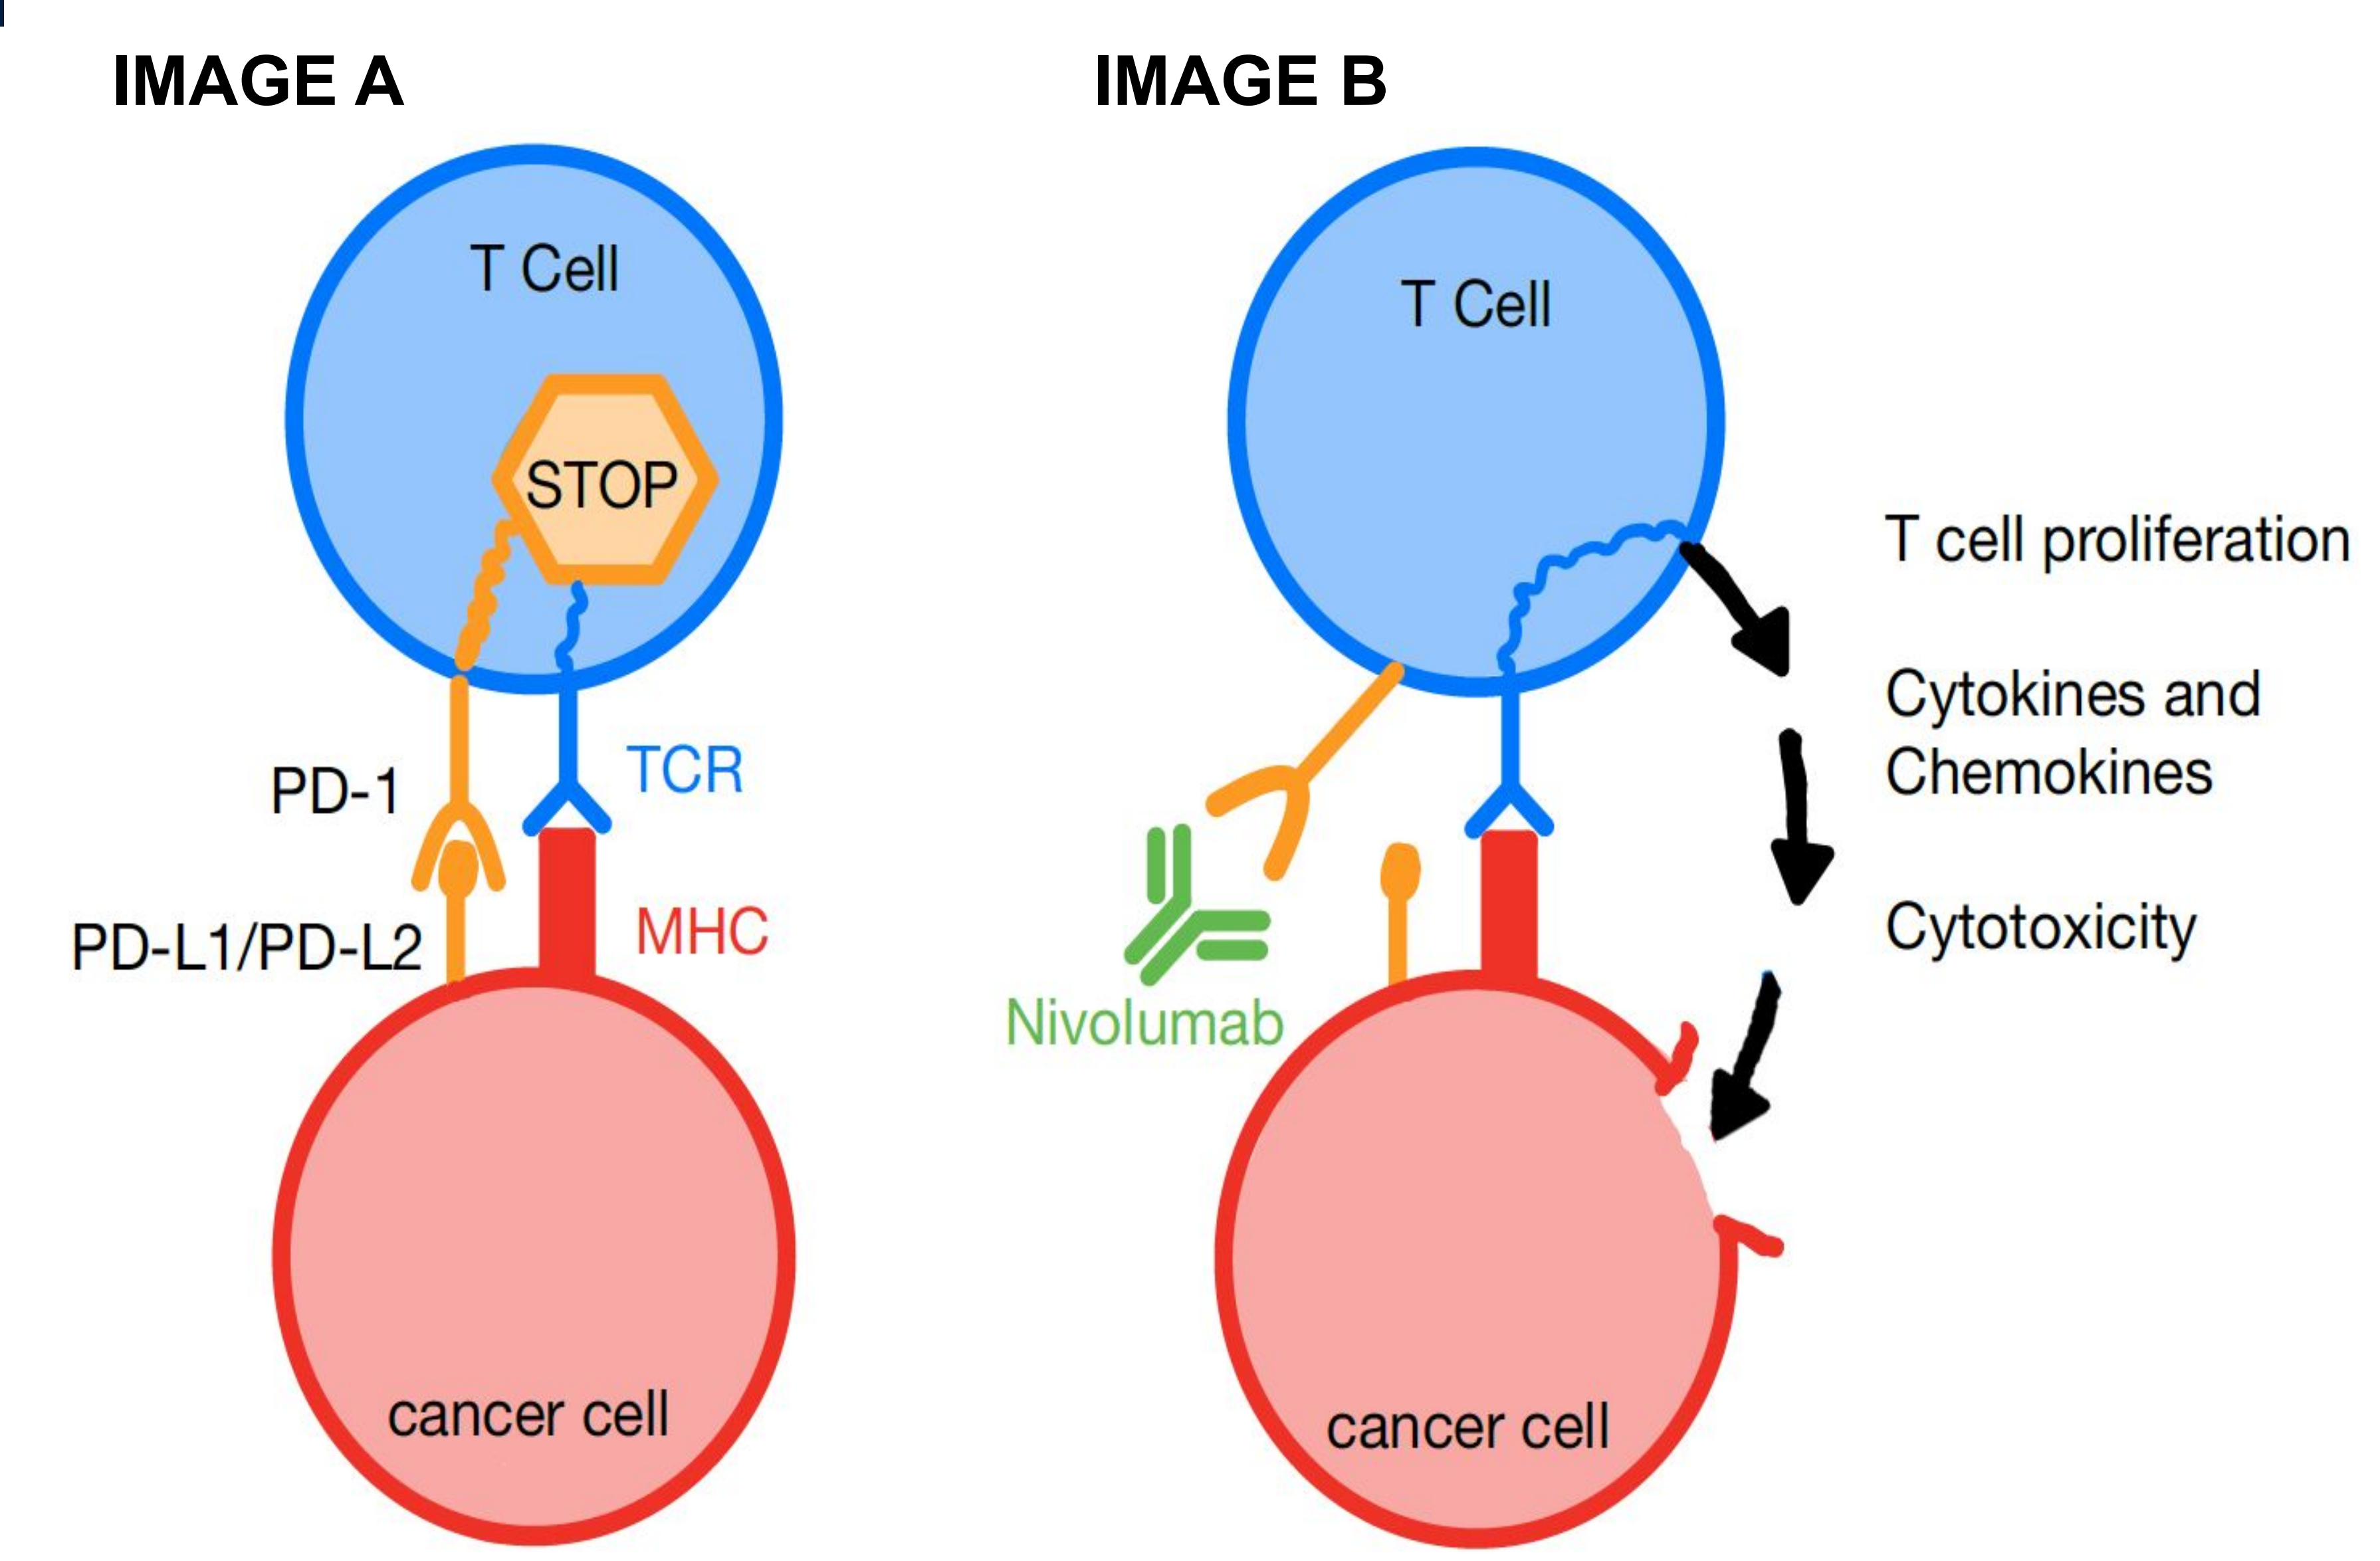 IMAGE A
T Cell
STOP
PD-1
TCR
PD-L1/PD-L2
MHC
cancer cell
IMAGE B
T Cell
T cell proliferation
Cytokines and
Chemokines
Cytotoxicity
Nivolumab
cancer cell